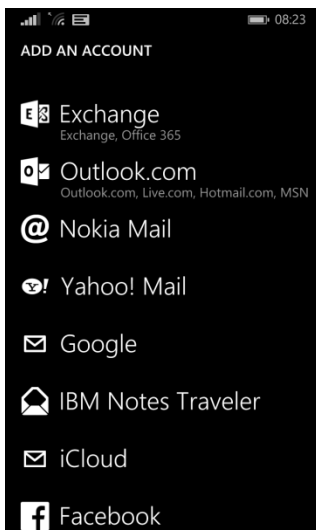 08:23
ADD AN ACCOUNT
Exchange
Exchange, Office 365
Outlook.com
Outlook.com, Live.com, Hotmail.com, MSN
@ Nokia Mail
Y! Yahoo! Mail
Google
IBM Notes Traveler
iCloud
f Facebook